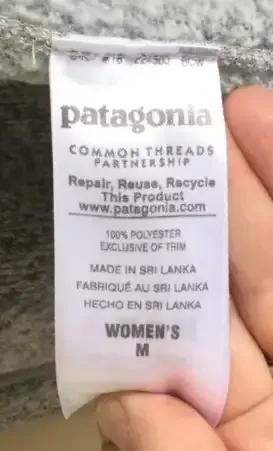 patagonia
COMMON THREADS
PARTNERSHIP
Repair, Reuse, Recycle
This Product
www.patagonia.com
100% POLYESTER
EXCLUSIVE OF TRIM
MADE IN SRI LANKA
FABRIQUÉ AU SRI LANKA
HECHO EN SRI LANKA
WOMEN'S
M